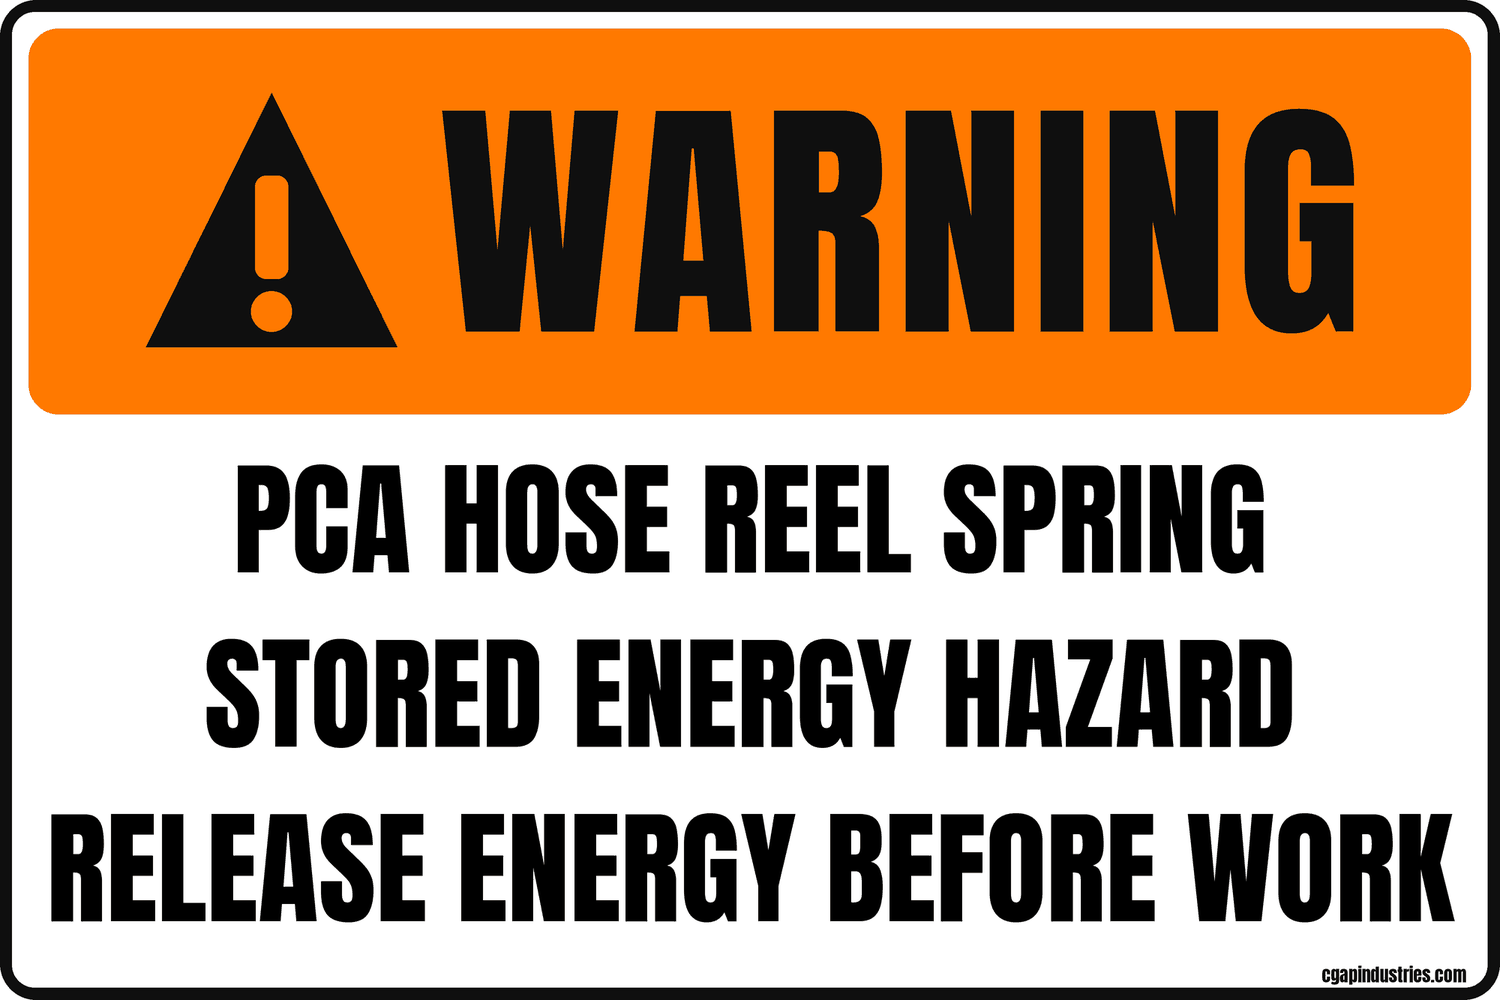 WARNING
PCA HOSE REEL SPRING
STORED ENERGY HAZARD
RELEASE ENERGY BEFORE WORK
cgapindustries.com